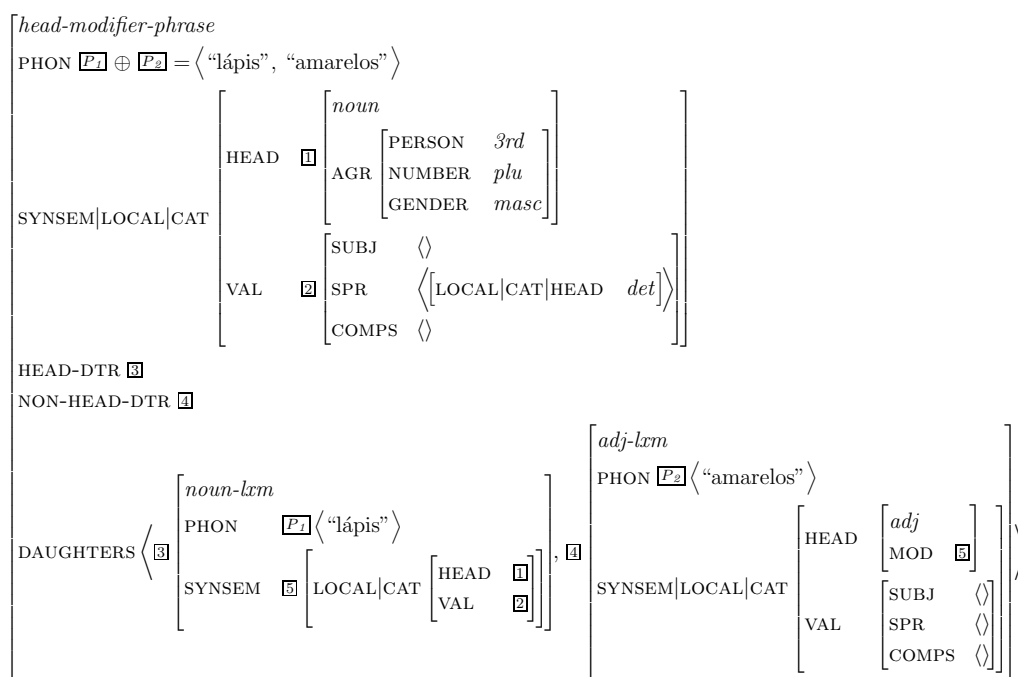 head-modifier-phrase
PHON P₁ ⊕ P₂ = ⟨“lápis”, “amarelos”⟩
noun
PERSON 3rd
HEAD 1 AGR NUMBER plu
GENDER masc
SYNSEM|LOCAL|CAT
SUBJ ⟨⟩
VAL 2 SPR ⟨[LOCAL|CAT|HEAD det]⟩
COMPS ⟨⟩
HEAD-DTR 3
NON-HEAD-DTR 4
adj-lxm
PHON P₂ ⟨“amarelos”⟩
noun-lxm
PHON P₁ ⟨“lápis”⟩
HEAD adj
MOD 5
DAUGHTERS ⟨ 3 , 4
SYNSEM 5 LOCAL|CAT HEAD 1
VAL 2
SYNSEM|LOCAL|CAT
SUBJ ⟨⟩
VAL SPR ⟨⟩
COMPS ⟨⟩